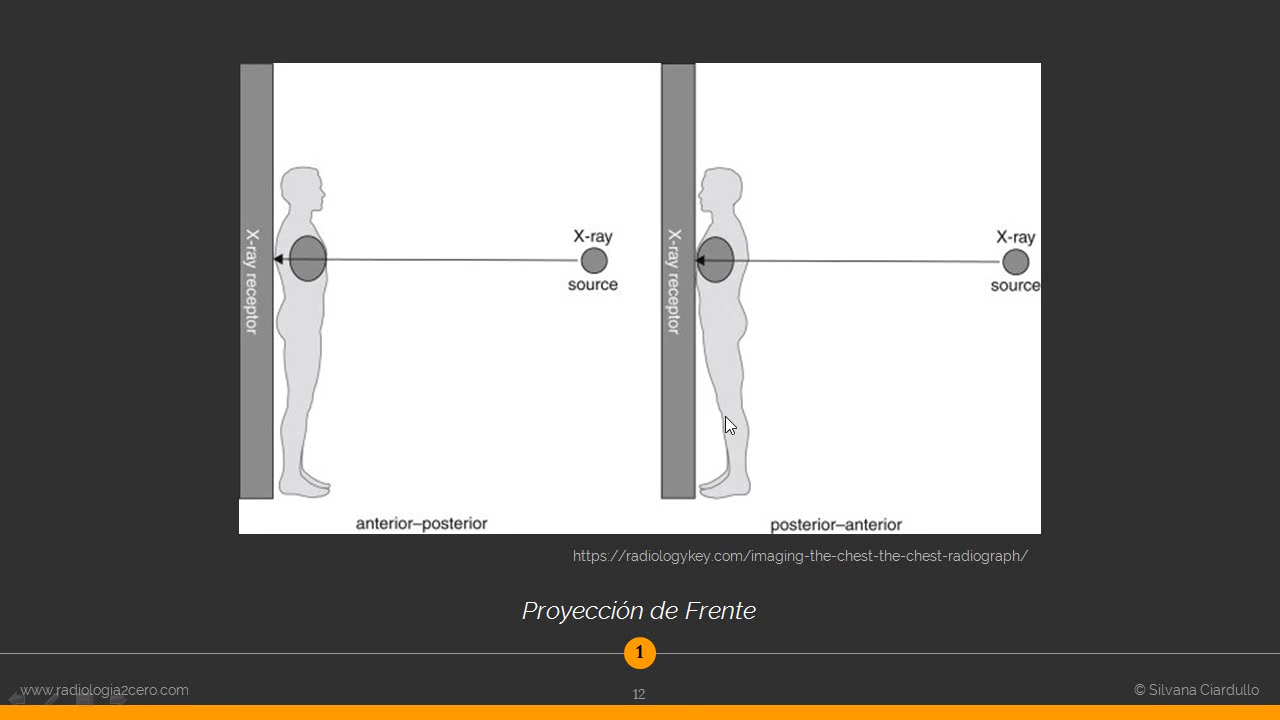 X-ray receptor
X-ray
source
anterior–posterior
X-ray receptor
X-ray
source
posterior–anterior
https://radiologykey.com/imaging-the-chest-the-chest-radiograph/
Proyección de Frente
1
www.radiologia2cero.com
12
© Silvana Ciardullo